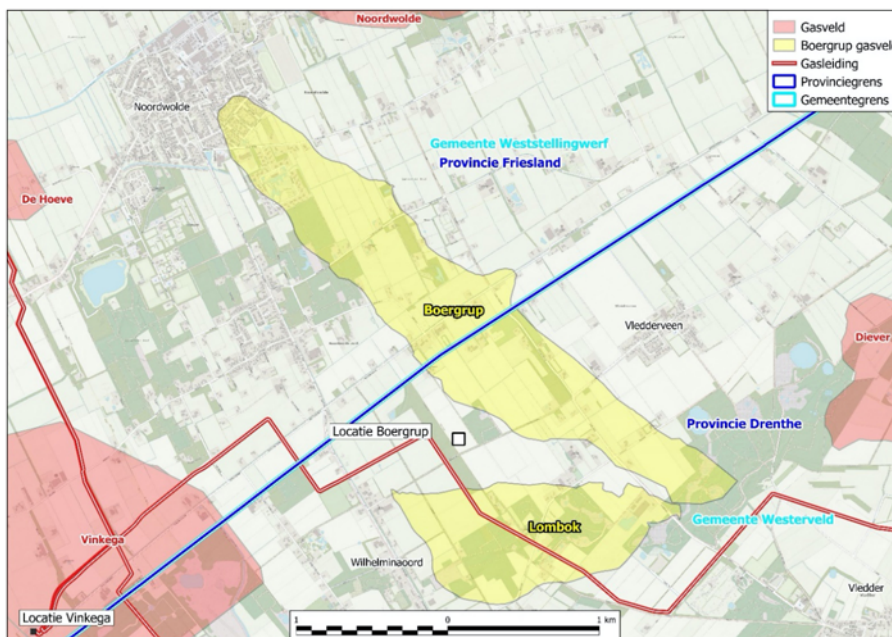 Noordwolde
Gasveld
Boergrup gasveld
Gasleiding
Provinciegrens
Gemeentegrens
Noordwolde
Gemeente Weststellingwerf
Provincie Friesland
De Hoeve
Boergrup
Vledderveen
Diever
Locatie Boergrup
Provincie Drenthe
Lombok
Gemeente Westerveld
Vinkega
Wilhelminaoord
Vledder
Locatie Vinkega
1 0 1 km